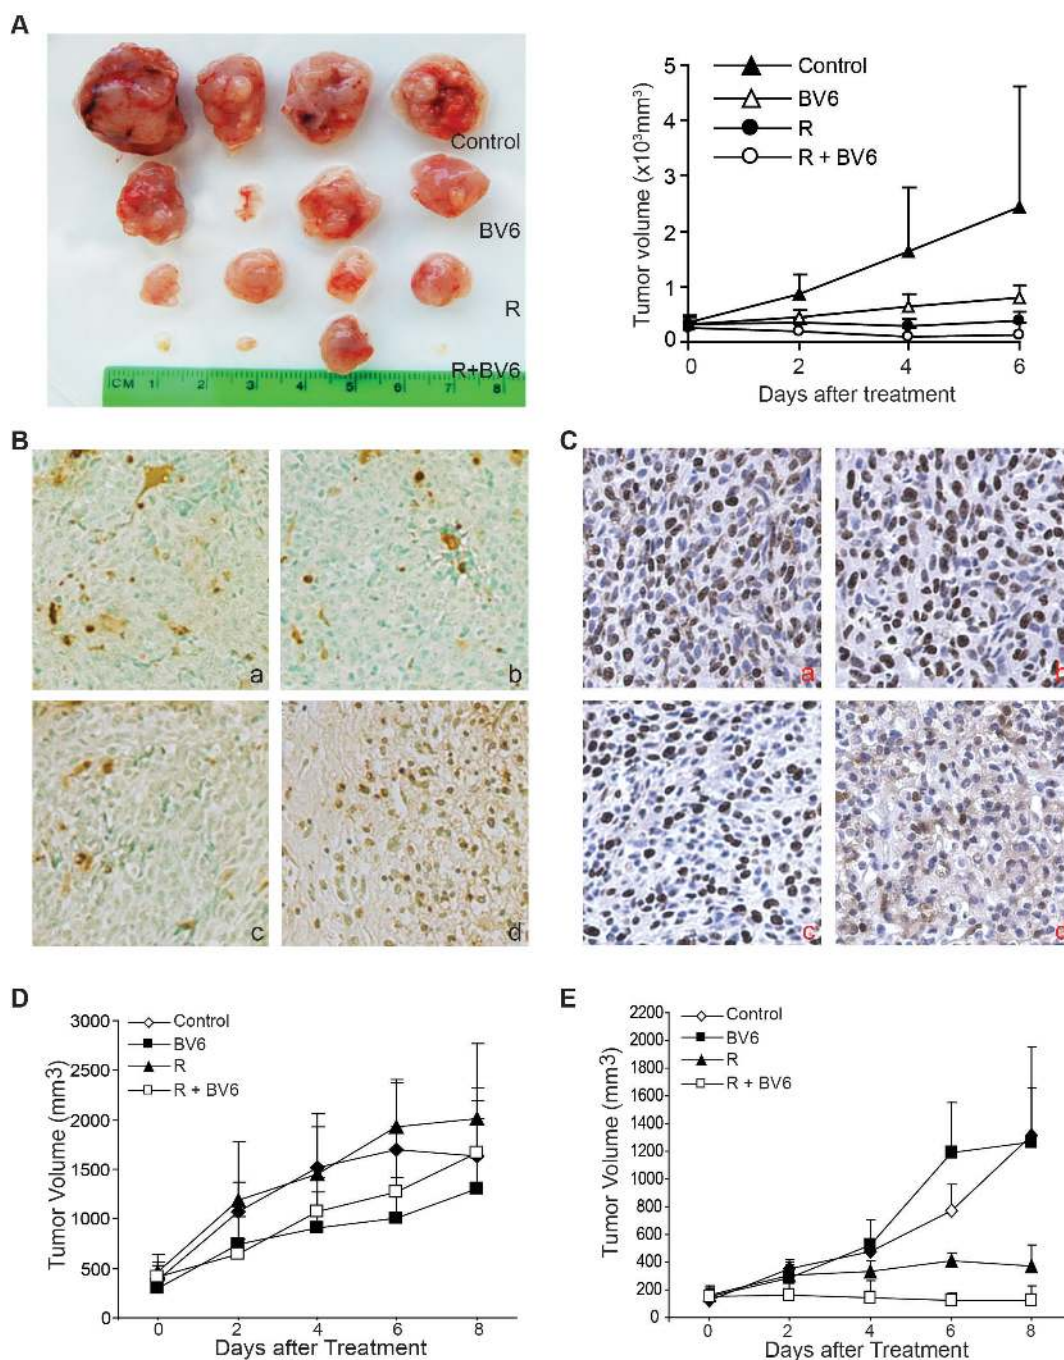 A
Control
BV6
R
R+BV6
CM 1 2 3 4 5 6 7 8
Tumor volume (x10³mm³)
5
4
3
2
1
0
Control
BV6
R
R + BV6
0 2 4 6
Days after treatment
B
a
b
c
d
C
a
c
D
Tumor Volume (mm3)
3000
2500
2000
1500
1000
500
0
Control
BV6
R
R + BV6
0 2 4 6 8
Days after Treatment
E
Tumor Volume (mm3)
2200
2000
1800
1600
1400
1200
1000
800
600
400
200
0
Control
BV6
R
R + BV6
0 2 4 6 8
Days after Treatment